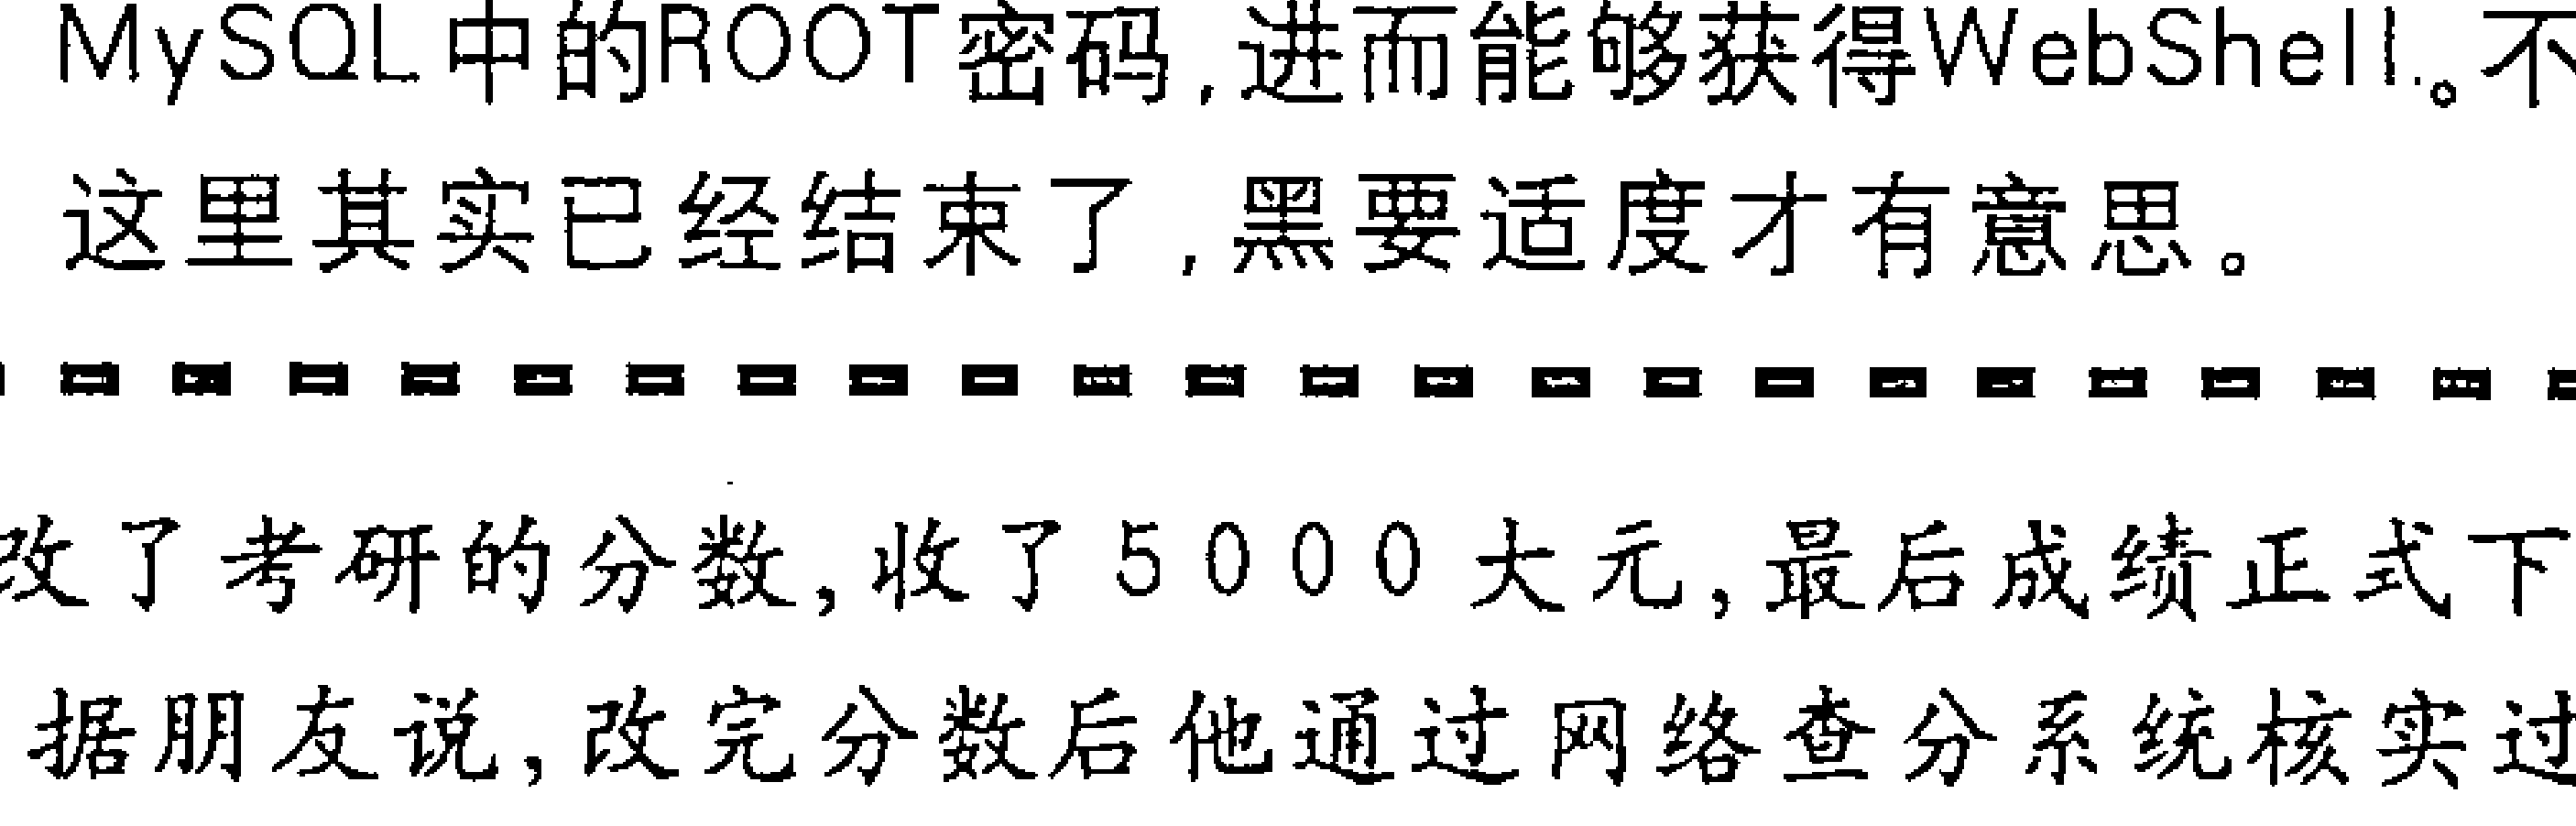 MySQL中的ROOT密码,进而能够获得WebShell。不
这里其实已经结束了,黑要适度才有意思。
改了考研的分数,收了5000大元,最后成绩正式下
据朋友说,改完分数后他通过网络查分系统核实过